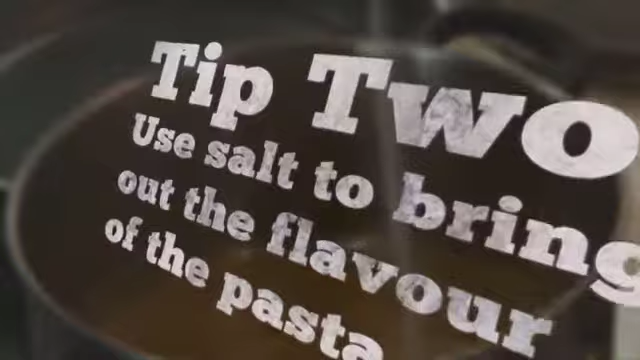 Tip Two
Use salt to bring
out the flavour
of the pasta